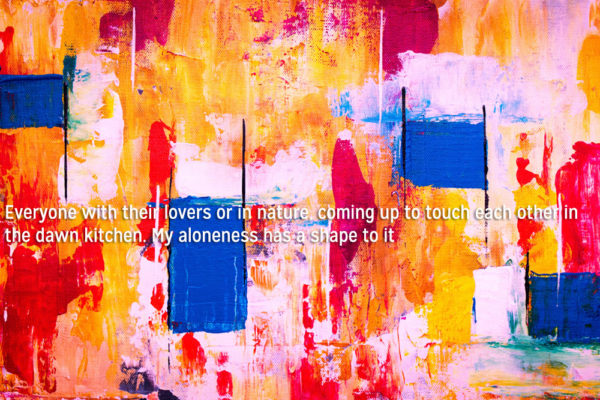 Everyone with their lovers or in nature, coming up to touch each other in
the dawn kitchen. My aloneness has a shape to it